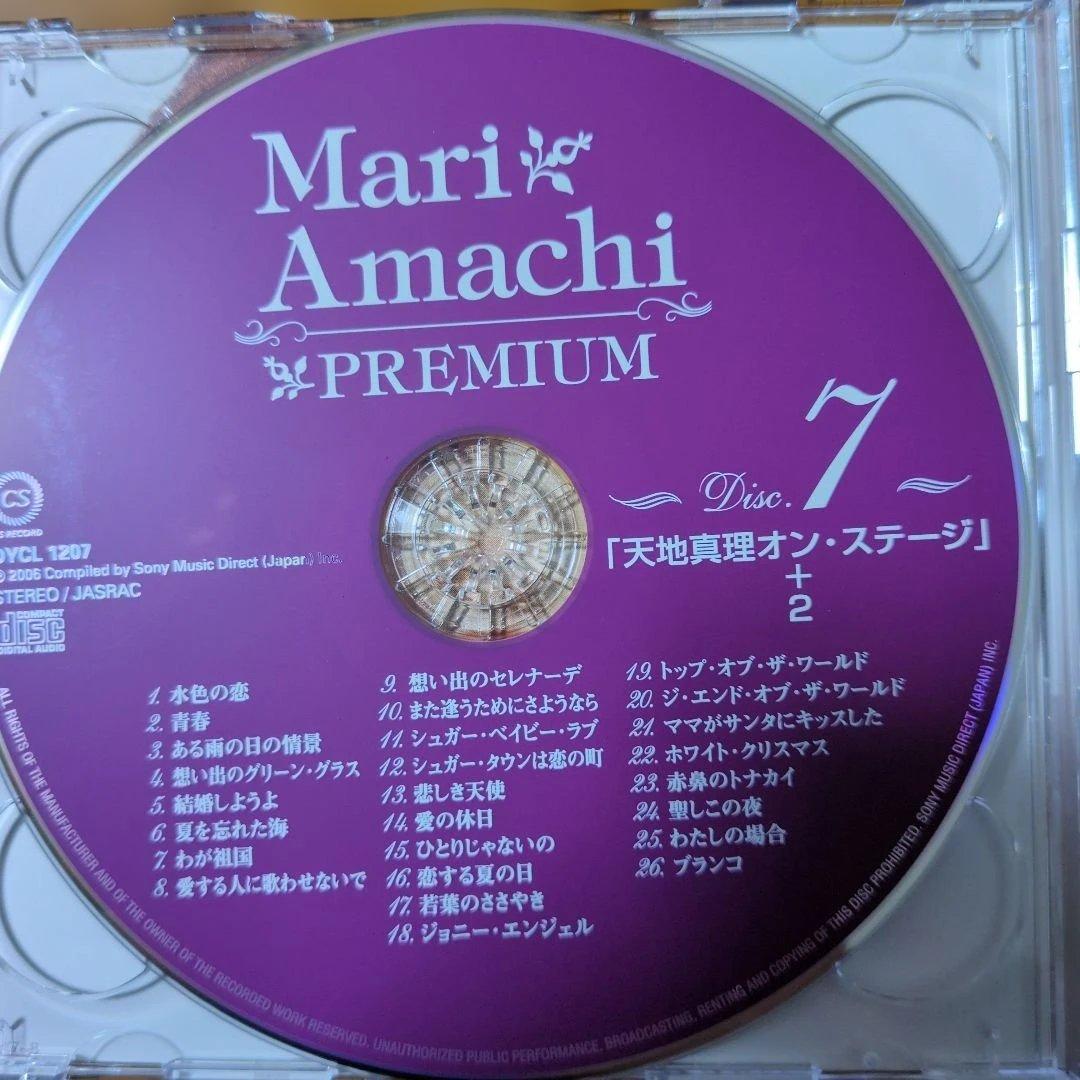 Mari
Amachi
PREMIUM
Disc. 7
「天地真理オン・ステージ」
+
2
CS
RECORD
DYCL 1207
2006 Compiled by Sony Music Direct (Japan) Inc.
STEREO / JASRAC
COMPACT
disc
DIGITAL AUDIO
1. 水色の恋
2. 青春
3. ある雨の日の情景
4. 想い出のグリーン・グラス
5. 結婚しようよ
6. 夏を忘れた海
7. わが祖国
8. 愛する人に歌わせないで
9. 想い出のセレナーデ
10. また逢うためにさようなら
11. シュガー・ベイビー・ラブ
12. シュガー・タウンは恋の町
13. 悲しき天使
14. 愛の休日
15. ひとりじゃないの
16. 恋する夏の日
17. 若葉のささやき
18. ジョニー・エンジェル
19. トップ・オブ・ザ・ワールド
20. ジ・エンド・オブ・ザ・ワールド
21. ママがサンタにキッスした
22. ホワイト・クリスマス
23. 赤鼻のトナカイ
24. 聖しこの夜
25. わたしの場合
26. ブランコ
ALL RIGHTS OF THE MANUFACTURER AND OF THE OWNER OF THE RECORDED WORK RESERVED. UNAUTHORIZED PUBLIC PERFORMANCE, BROADCASTING, RENTING AND COPYING OF THIS DISC PROHIBITED. SONY MUSIC DIRECT (JAPAN) INC.